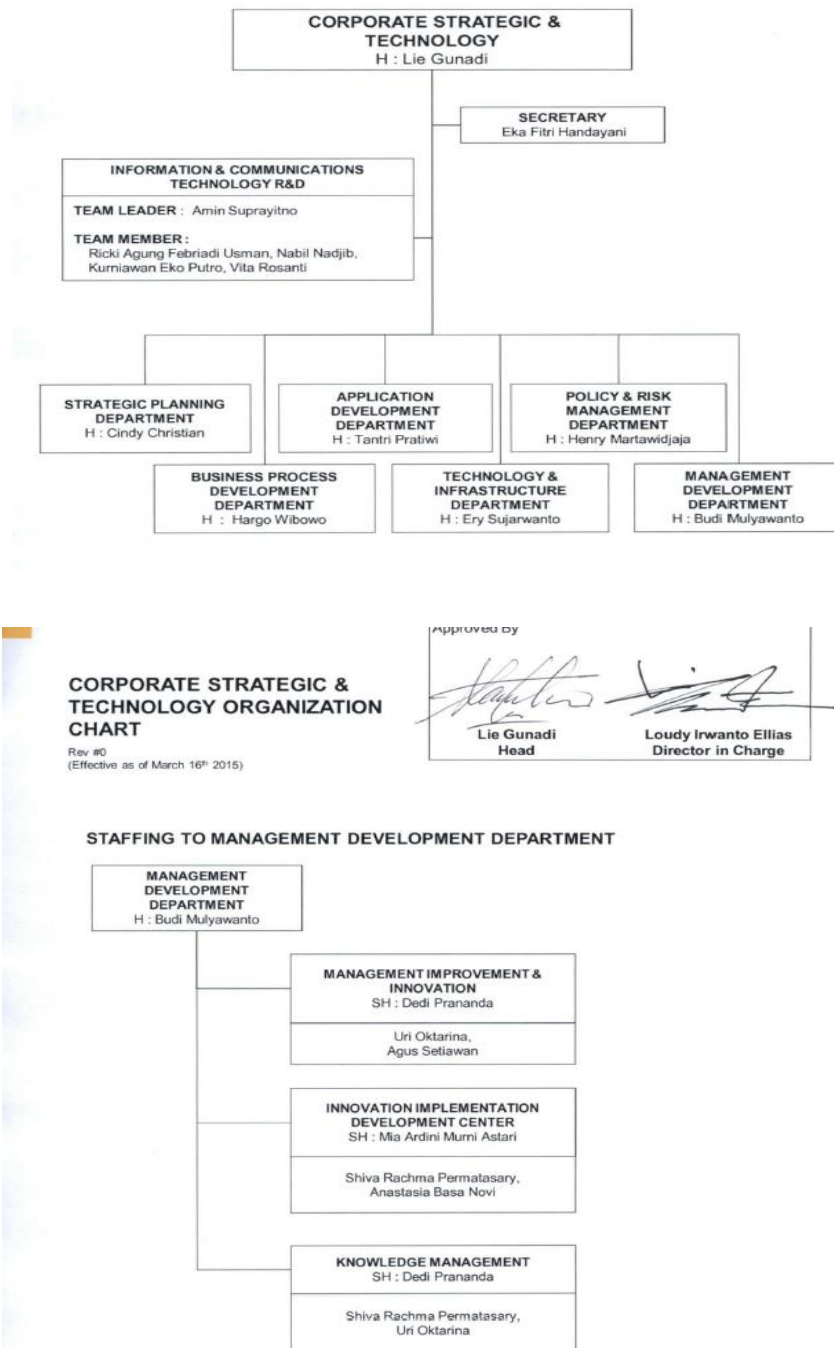 CORPORATE STRATEGIC &
TECHNOLOGY
H : Lie Gunadi
SECRETARY
Eka Fitri Handayani
INFORMATION & COMMUNICATIONS
TECHNOLOGY R&D
TEAM LEADER : Amin Suprayitno
TEAM MEMBER :
Ricki Agung Febriadi Usman, Nabil Nadjib,
Kurniawan Eko Putro, Vita Rosanti
STRATEGIC PLANNING
DEPARTMENT
H : Cindy Christian
APPLICATION
DEVELOPMENT
DEPARTMENT
H : Tantri Pratiwi
POLICY & RISK
MANAGEMENT
DEPARTMENT
H : Henry Martawidjaja
BUSINESS PROCESS
DEVELOPMENT
DEPARTMENT
H : Hargo Wibowo
TECHNOLOGY &
INFRASTRUCTURE
DEPARTMENT
H : Ery Sujarwanto
MANAGEMENT
DEVELOPMENT
DEPARTMENT
H : Budi Mulyawanto
Approved By
CORPORATE STRATEGIC &
TECHNOLOGY ORGANIZATION
CHART
Rev #0
(Effective as of March 16th 2015)
Lie Gunadi
Head
Loudy Irwanto Ellias
Director in Charge
STAFFING TO MANAGEMENT DEVELOPMENT DEPARTMENT
MANAGEMENT
DEVELOPMENT
DEPARTMENT
H : Budi Mulyawanto
MANAGEMENT IMPROVEMENT &
INNOVATION
SH : Dedi Prananda
Uri Oktarina,
Agus Setiawan
INNOVATION IMPLEMENTATION
DEVELOPMENT CENTER
SH : Mia Ardini Murni Astari
Shiva Rachma Permatasary,
Anastasia Basa Novi
KNOWLEDGE MANAGEMENT
SH : Dedi Prananda
Shiva Rachma Permatasary,
Uri Oktarina